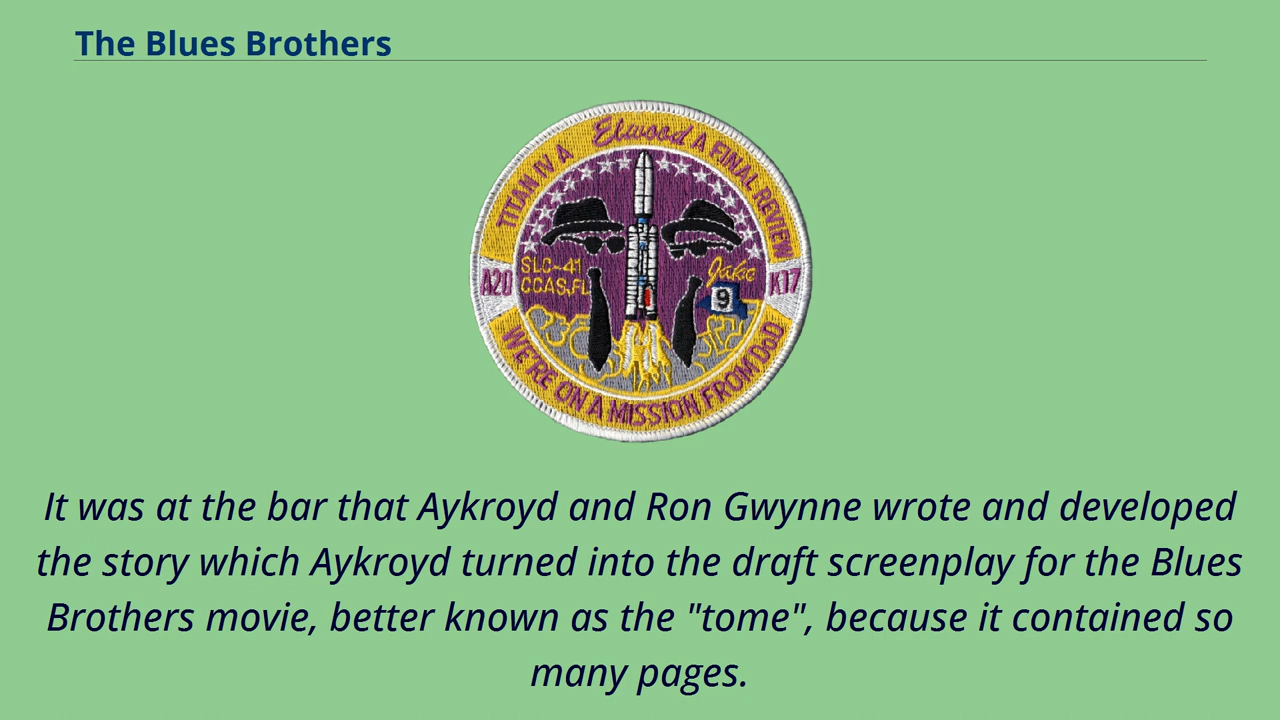 The Blues Brothers
TITAN IV A Elwood A FINAL REVIEW
SLC-41
CCAS,FL
Jake
9
A20
K17
WE'RE ON A MISSION FROM DoD
It was at the bar that Aykroyd and Ron Gwynne wrote and developed
the story which Aykroyd turned into the draft screenplay for the Blues
Brothers movie, better known as the "tome", because it contained so
many pages.